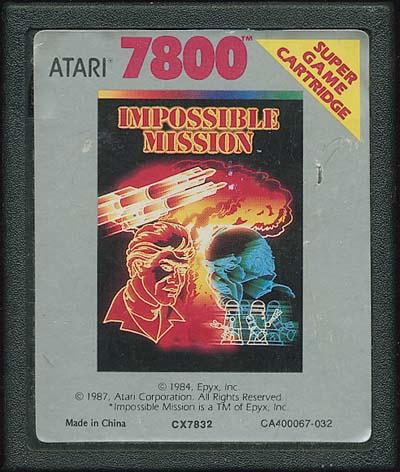 ATARI® 7800™
SUPER
GAME
CARTRIDGE
IMPOSSIBLE
MISSION™
© 1984, Epyx, Inc.
© 1987, Atari Corporation. All Rights Reserved.
*Impossible Mission is a TM of Epyx, Inc.
Made in China CX7832 CA400067-032